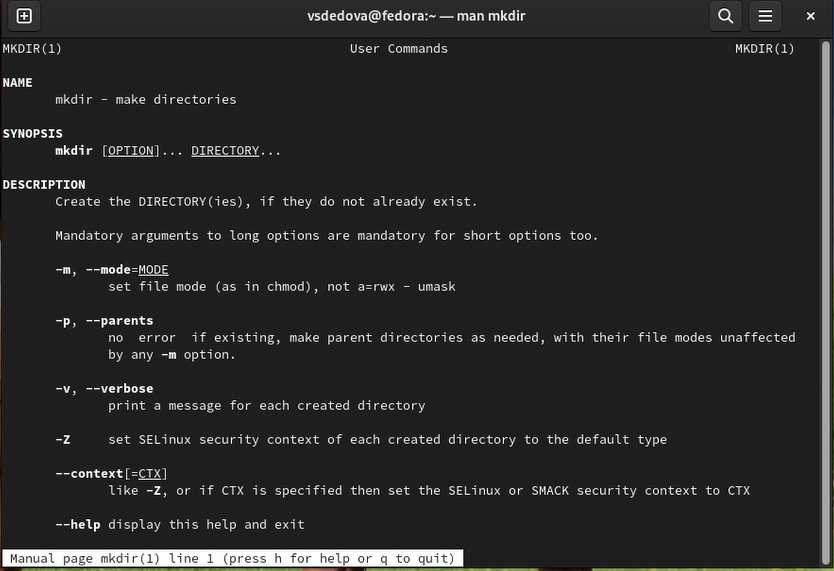 vsdedova@fedora:~ — man mkdir
MKDIR(1) User Commands MKDIR(1)
NAME
mkdir - make directories
SYNOPSIS
mkdir [OPTION]... DIRECTORY...
DESCRIPTION
Create the DIRECTORY(ies), if they do not already exist.
Mandatory arguments to long options are mandatory for short options too.
-m, --mode=MODE
set file mode (as in chmod), not a=rwx - umask
-p, --parents
no error if existing, make parent directories as needed, with their file modes unaffected
by any -m option.
-v, --verbose
print a message for each created directory
-Z set SELinux security context of each created directory to the default type
--context[=CTX]
like -Z, or if CTX is specified then set the SELinux or SMACK security context to CTX
--help display this help and exit
Manual page mkdir(1) line 1 (press h for help or q to quit)